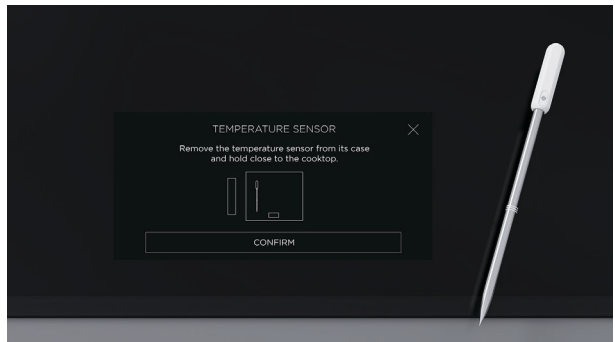 TEMPERATURE SENSOR
Remove the temperature sensor from its case
and hold close to the cooktop.
CONFIRM